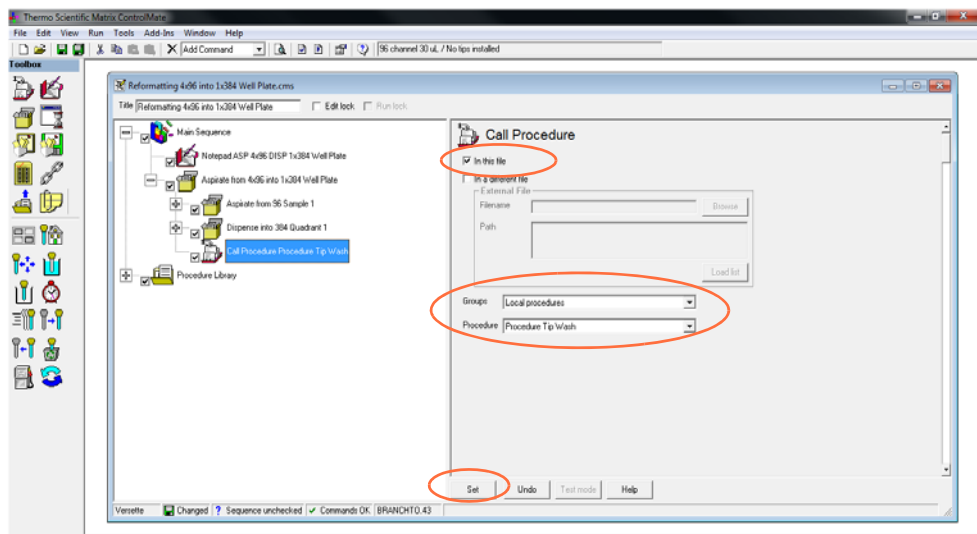 Thermo Scientific Matrix ControlMate
File Edit View Run Tools Add-Ins Window Help
Add Command 96 channel 30 uL / No tips installed
Toolbox
Reformatting 4x96 into 1x384 Well Plate.cms
Title Reformatting 4x96 into 1x384 Well Plate Edit lock Run lock
Main Sequence
Notepad ASP 4x96 DISP 1x384 Well Plate
Aspirate from 4x96 into 1x384 Well Plate
Aspirate from 96 Sample 1
Dispense into 384 Quadrant 1
Call Procedure Procedure Tip Wash
Procedure Library
Call Procedure
In this file
In a different file
External File
Filename Browse
Path
Load list
Groups Local procedures
Procedure Procedure Tip Wash
Set Undo Text mode Help
Versette Changed ? Sequence unchecked Commands OK BRANCHTO.43